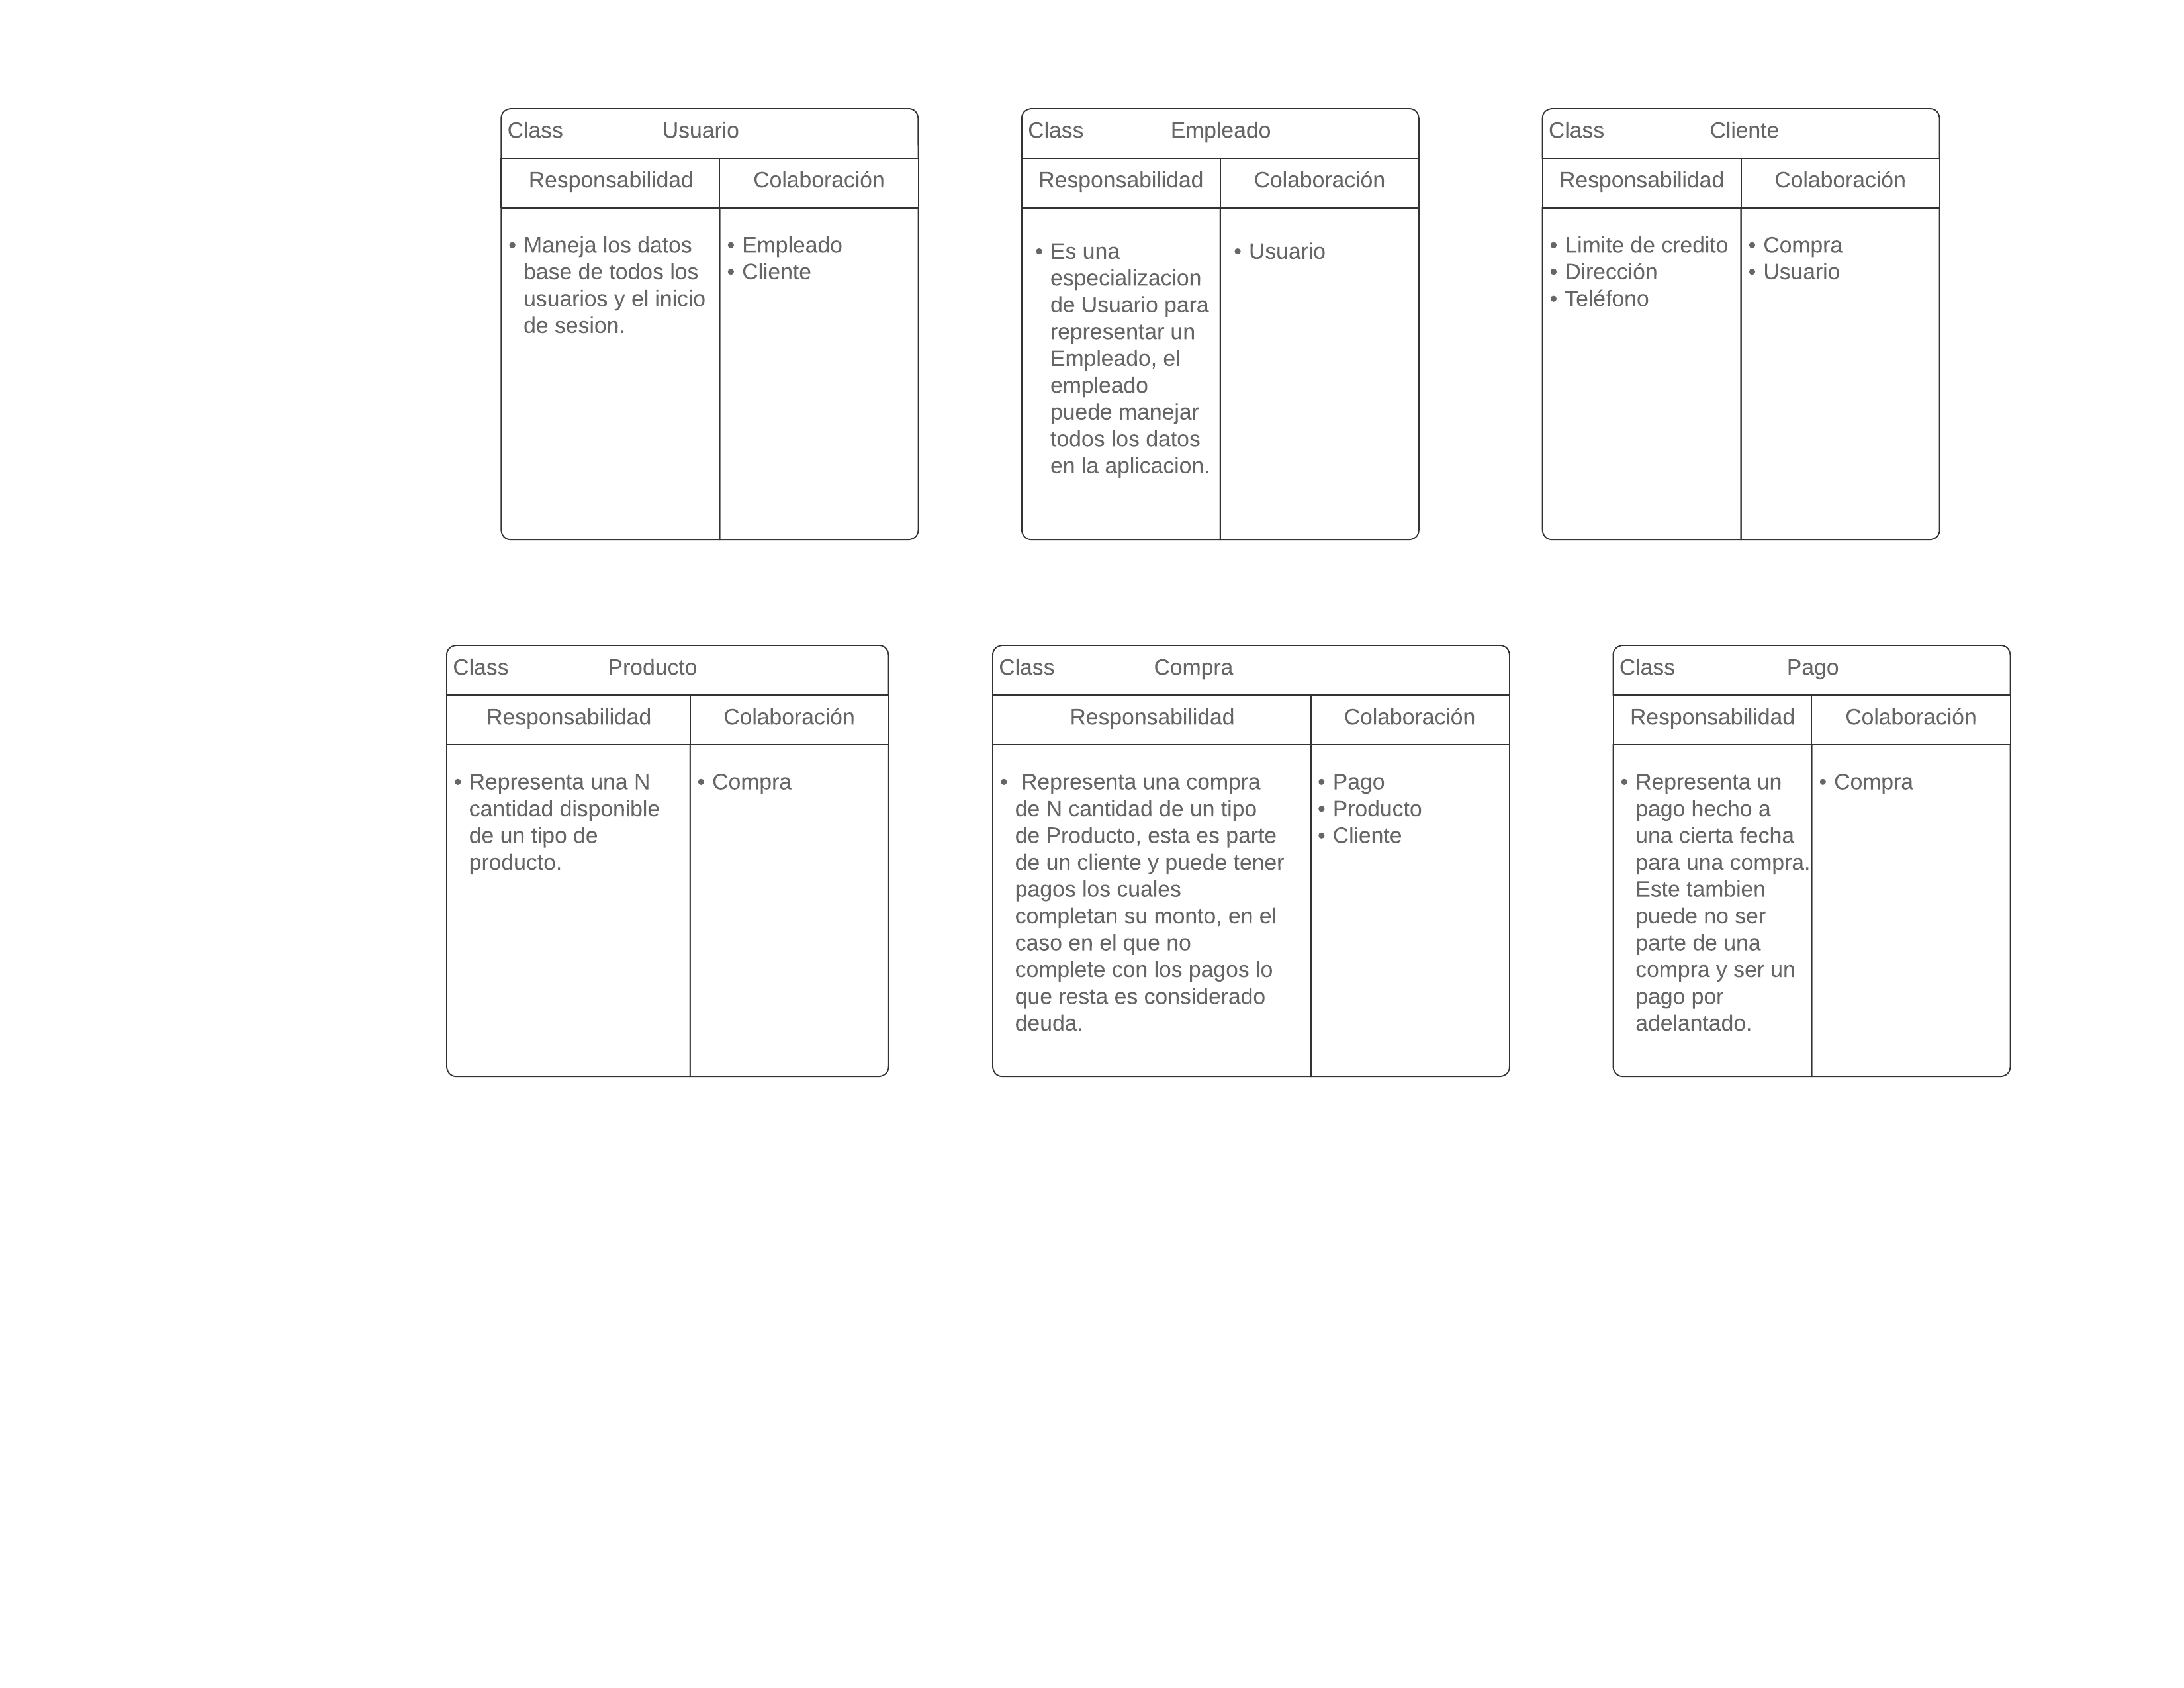 Class Usuario
Responsabilidad Colaboración
• Maneja los datos
base de todos los
usuarios y el inicio
de sesion.
• Empleado
• Cliente
Class Empleado
Responsabilidad Colaboración
• Es una
especializacion
de Usuario para
representar un
Empleado, el
empleado
puede manejar
todos los datos
en la aplicacion.
• Usuario
Class Cliente
Responsabilidad Colaboración
• Limite de credito
• Dirección
• Teléfono
• Compra
• Usuario
Class Producto
Responsabilidad Colaboración
• Representa una N
cantidad disponible
de un tipo de
producto.
• Compra
Class Compra
Responsabilidad Colaboración
• Representa una compra
de N cantidad de un tipo
de Producto, esta es parte
de un cliente y puede tener
pagos los cuales
completan su monto, en el
caso en el que no
complete con los pagos lo
que resta es considerado
deuda.
• Pago
• Producto
• Cliente
Class Pago
Responsabilidad Colaboración
• Representa un
pago hecho a
una cierta fecha
para una compra.
Este tambien
puede no ser
parte de una
compra y ser un
pago por
adelantado.
• Compra